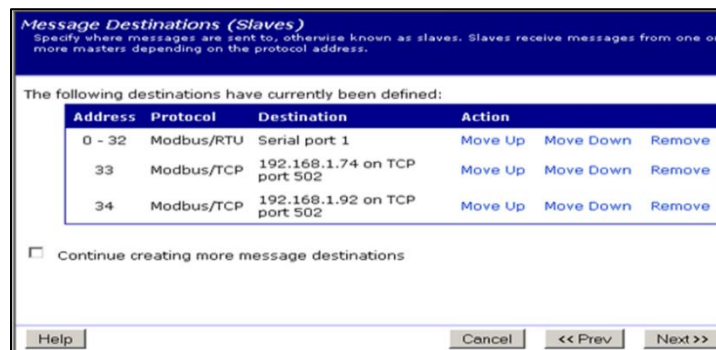 Message Destinations (Slaves)
Specify where messages are sent to, otherwise known as slaves. Slaves receive messages from one or
more masters depending on the protocol address.
The following destinations have currently been defined:
Address Protocol Destination Action
0 - 32 Modbus/RTU Serial port 1 Move Up Move Down Remove
33 Modbus/TCP 192.168.1.74 on TCP port 502 Move Up Move Down Remove
34 Modbus/TCP 192.168.1.92 on TCP port 502 Move Up Move Down Remove
Continue creating more message destinations
Help Cancel << Prev Next >>